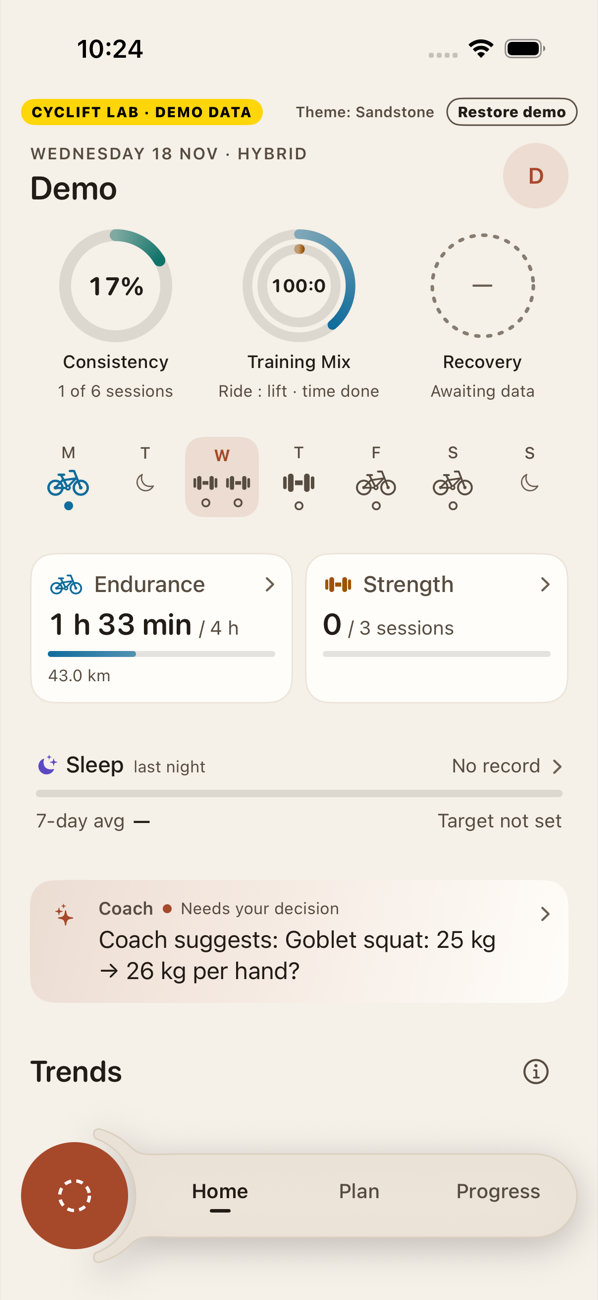 10:24
CYCLIFT LAB · DEMO DATA
Theme: Sandstone
Restore demo
WEDNESDAY 18 NOV · HYBRID
Demo
D
17%
100:0
—
Consistency
Training Mix
Recovery
1 of 6 sessions
Ride : lift · time done
Awaiting data
M T W T F S S
Endurance
1 h 33 min / 4 h
43.0 km
Strength
0 / 3 sessions
Sleep last night
No record
7-day avg —
Target not set
Coach • Needs your decision
Coach suggests: Goblet squat: 25 kg
→ 26 kg per hand?
Trends
Home
Plan
Progress